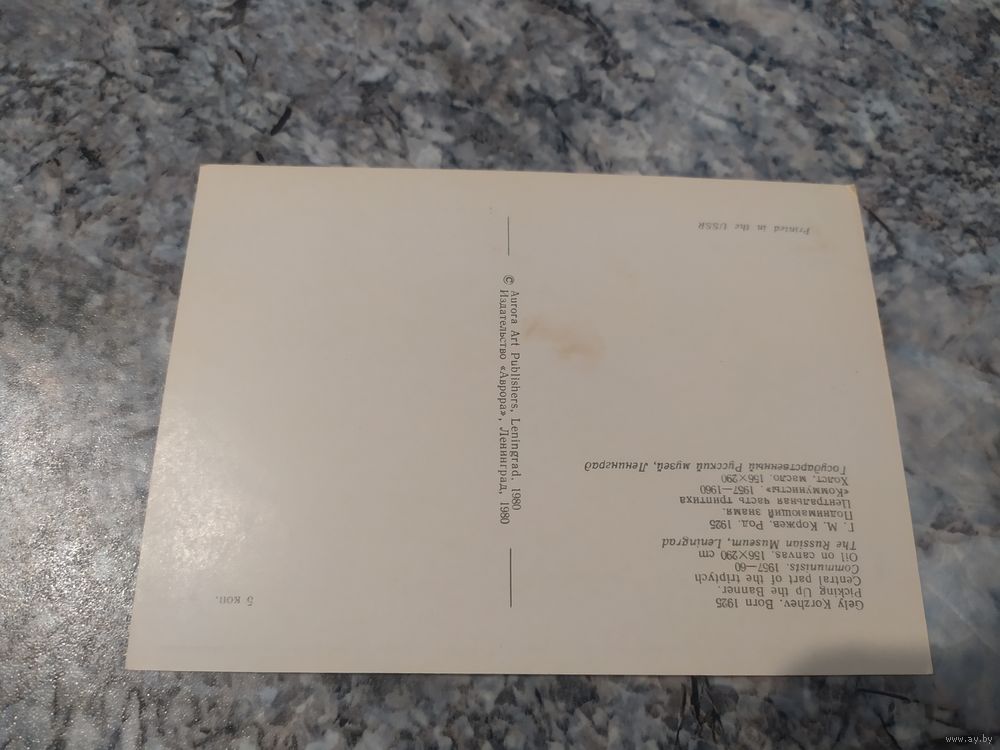 Gely Korzhev. Born 1925
Picking Up the Banner.
Central part of the triptych
Communists. 1957—60
Oil on canvas. 156×290 cm
The Russian Museum, Leningrad
Г. М. Коржев. Род. 1925
Поднимающий знамя.
Центральная часть триптиха
«Коммунисты». 1957—1960
Холст, масло. 156×290
Государственный Русский музей, Ленинград
Printed in the USSR
© Aurora Art Publishers, Leningrad, 1980
Издательство «Аврора», Ленинград, 1980
5 коп.
www.ay.by